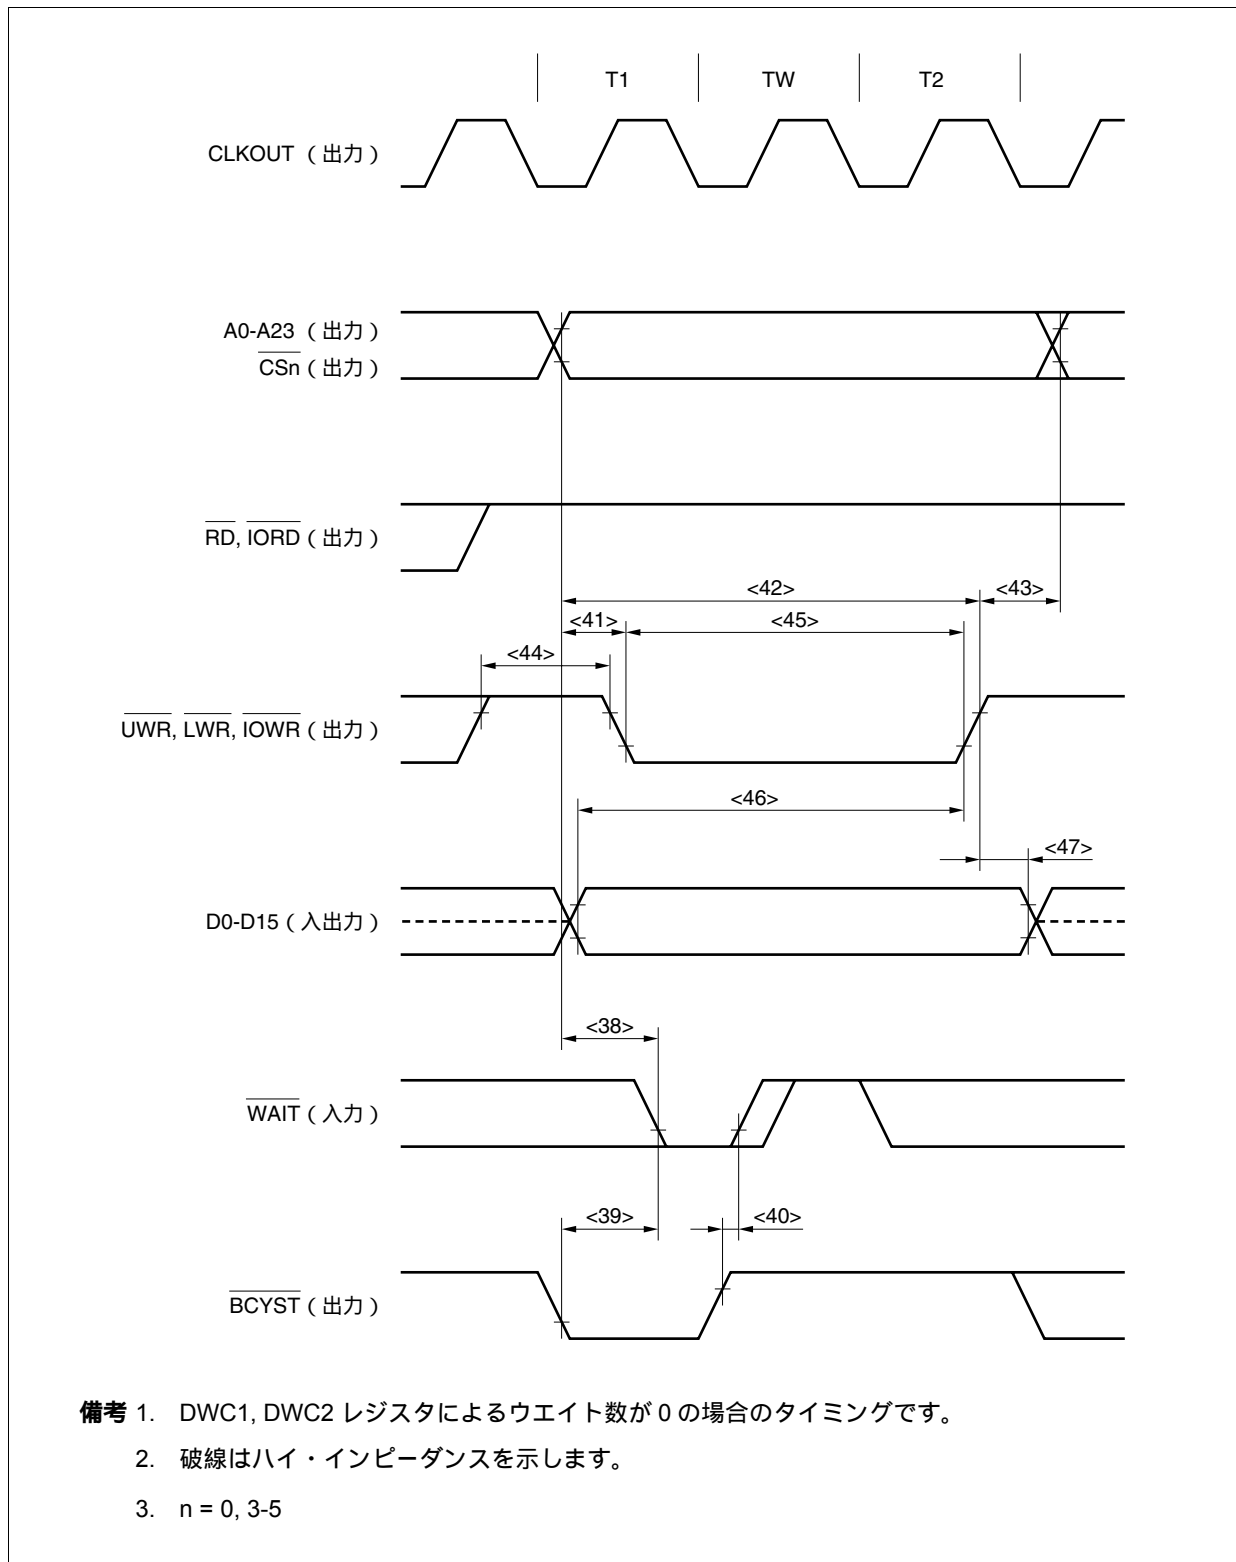 T1 TW T2
CLKOUT（出力）
A0-A23（出力）
CSn（出力）
RD, IORD（出力）
<42> <43>
<41> <45>
<44>
UWR, LWR, IOWR（出力）
<46>
<47>
D0-D15（入出力）
<38>
WAIT（入力）
<39> <40>
BCYST（出力）
備考 1. DWC1, DWC2 レジスタによるウエイト数が 0 の場合のタイミングです。
2. 破線はハイ・インピーダンスを示します。
3. n = 0, 3-5